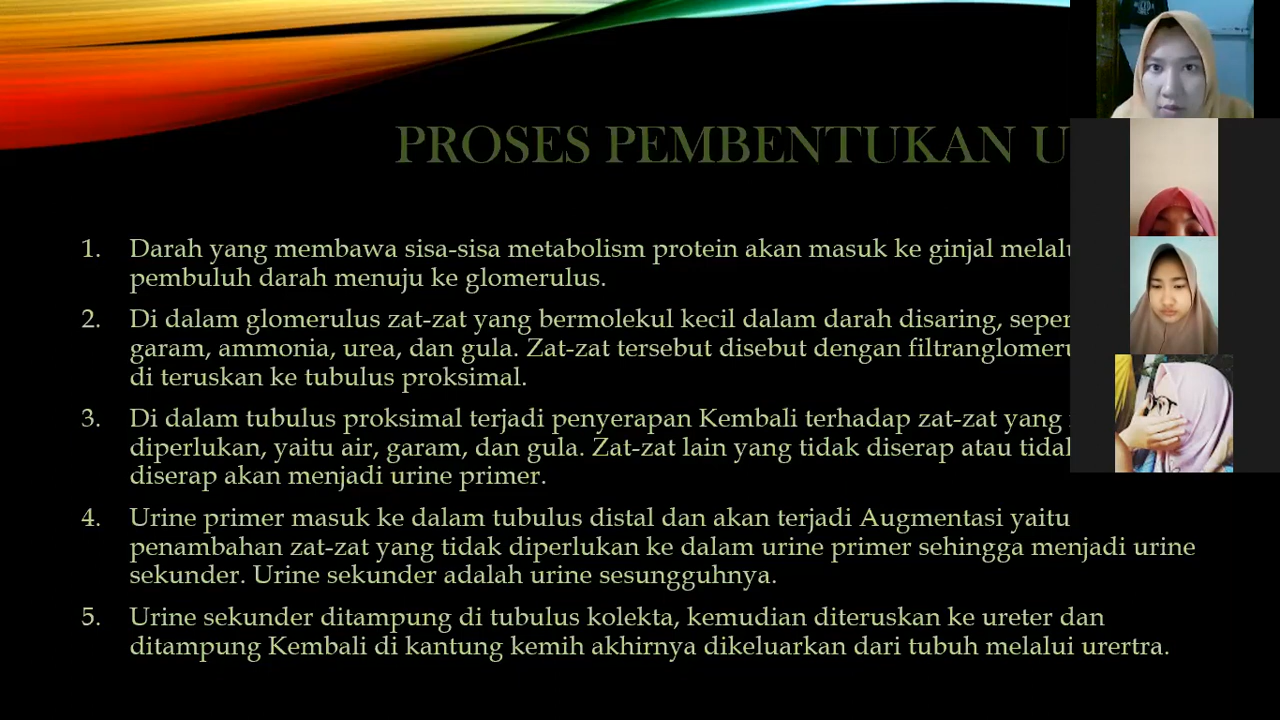 PROSES PEMBENTUKAN U
1. Darah yang membawa sisa-sisa metabolism protein akan masuk ke ginjal
pembuluh darah menuju ke glomerulus.
2. Di dalam glomerulus zat-zat yang bermolekul kecil dalam darah disaring,
garam, ammonia, urea, dan gula. Zat-zat tersebut disebut dengan
di teruskan ke tubulus proksimal.
3. Di dalam tubulus proksimal terjadi penyerapan Kembali terhadap zat-zat yang
diperlukan, yaitu air, garam, dan gula. Zat-zat lain yang tidak diserap atau
diserap akan menjadi urine primer.
4. Urine primer masuk ke dalam tubulus distal dan akan terjadi Augmentasi yaitu
penambahan zat-zat yang tidak diperlukan ke dalam urine primer sehingga menjadi urine
sekunder. Urine sekunder adalah urine sesungguhnya.
5. Urine sekunder ditampung di tubulus kolekta, kemudian diteruskan ke ureter dan
ditampung Kembali di kantung kemih akhirnya dikeluarkan dari tubuh melalui urertra.